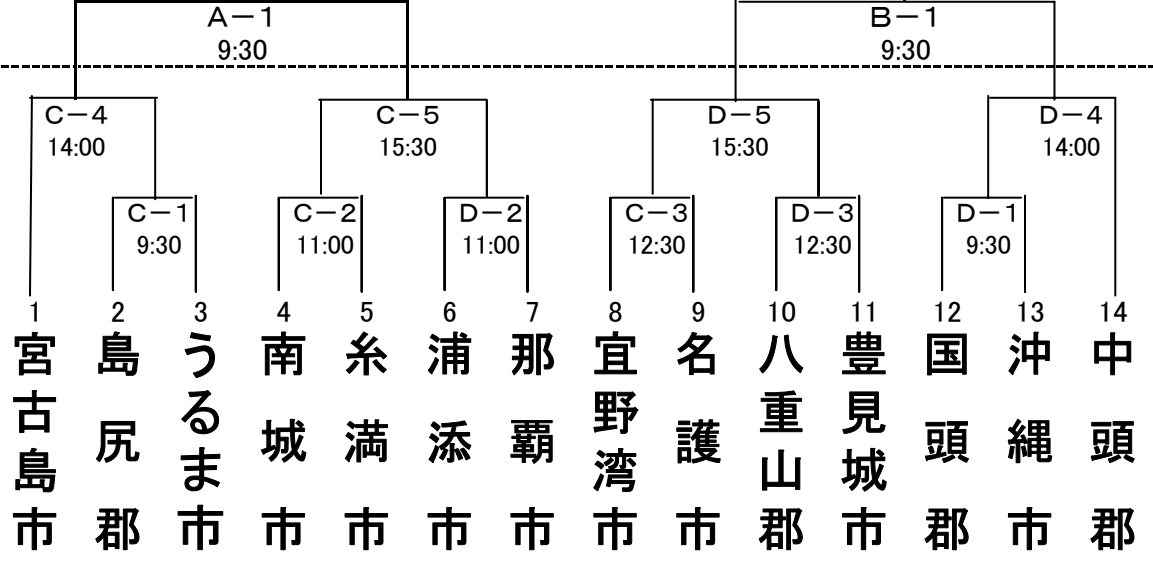 A－1
9:30
B－1
9:30
C－4
14:00
C－5
15:30
D－5
15:30
D－4
14:00
C－1
9:30
C－2
11:00
D－2
11:00
C－3
12:30
D－3
12:30
D－1
9:30
1
2
3
4
5
6
7
8
9
10
11
12
13
14
宮古島市
島尻郡
うるま市
南城市
糸満市
浦添市
那覇市
宜野湾市
名護市
八重山郡
豊見城市
国頭郡
沖縄市
中頭郡